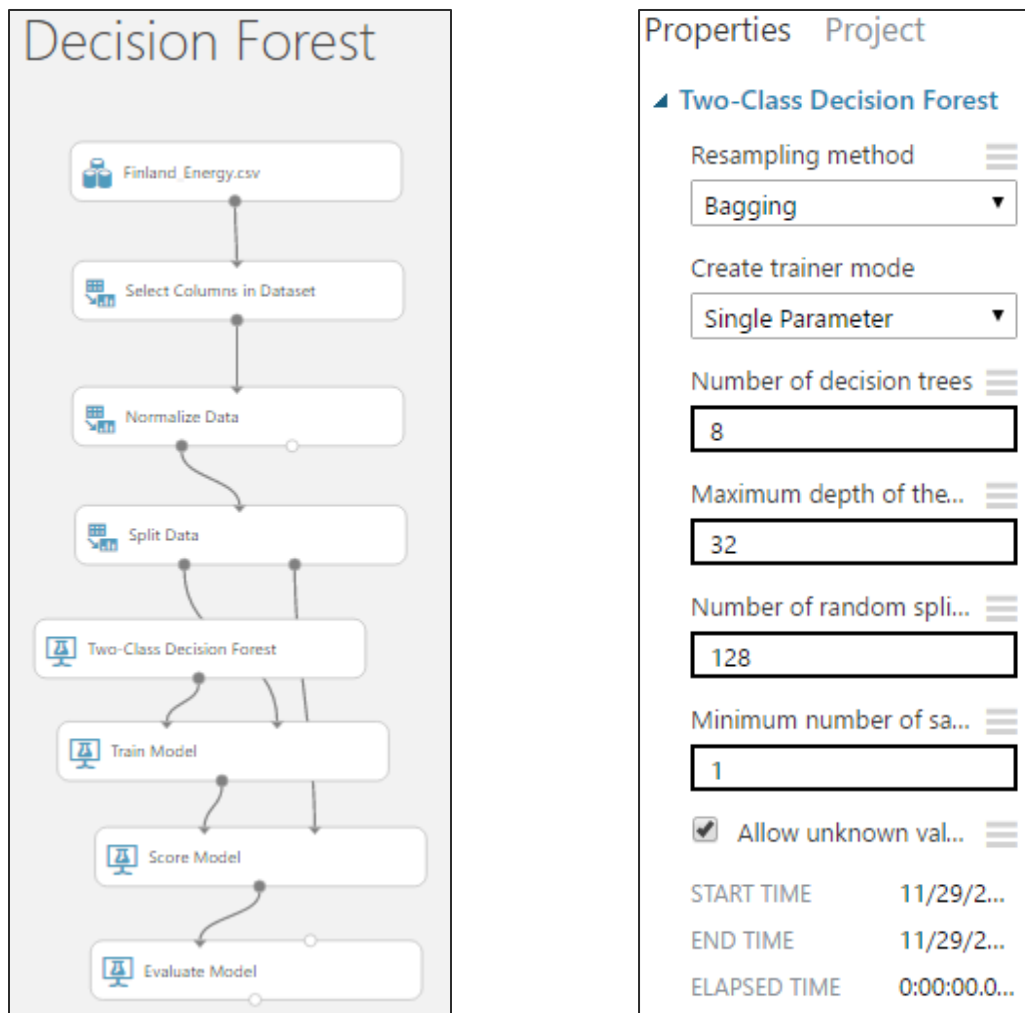 Decision Forest
Finland_Energy.csv
Select Columns in Dataset
Normalize Data
Split Data
Two-Class Decision Forest
Train Model
Score Model
Evaluate Model
Properties Project
Two-Class Decision Forest
Resampling method
Bagging
Create trainer mode
Single Parameter
Number of decision trees
8
Maximum depth of the...
32
Number of random spli...
128
Minimum number of sa...
1
Allow unknown val...
START TIME 11/29/2...
END TIME 11/29/2...
ELAPSED TIME 0:00:00.0...